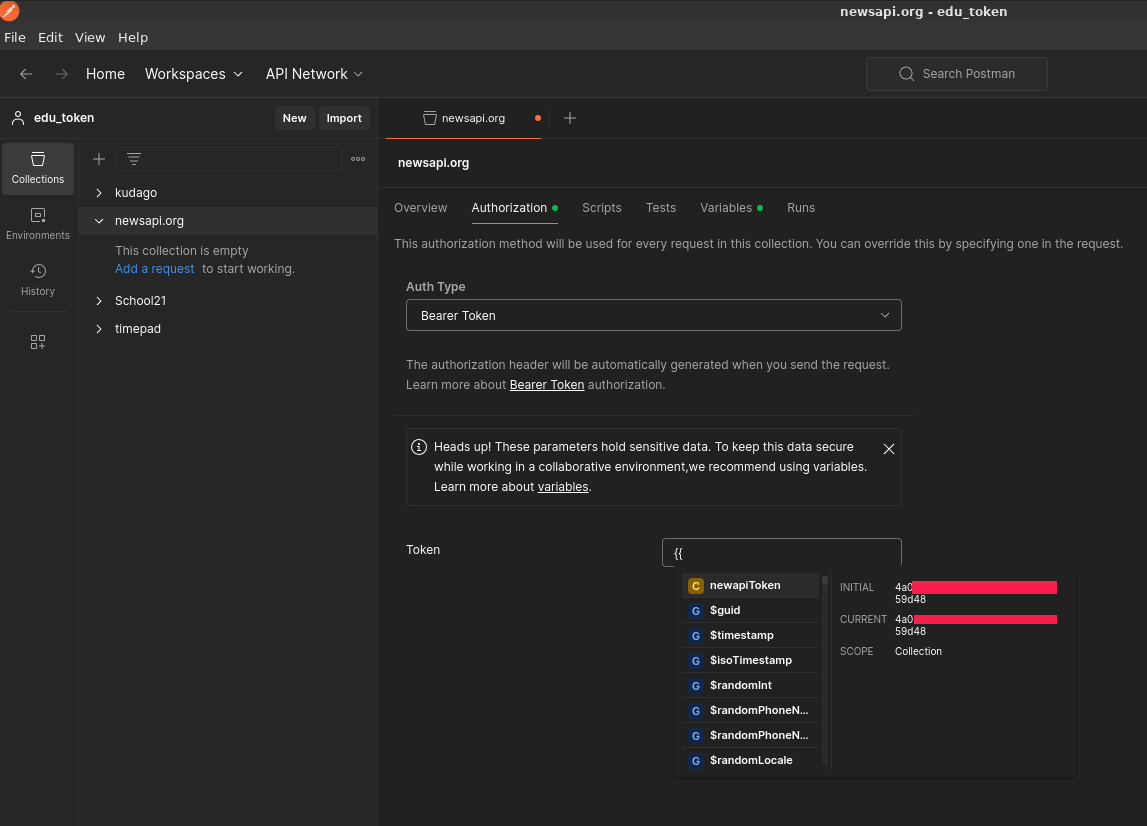 newsapi.org - edu_token
File Edit View Help
Home Workspaces API Network Search Postman
edu_token New Import
newsapi.org
Collections
Environments
History
kudago
newsapi.org
This collection is empty
Add a request to start working.
School21
timepad
newsapi.org
Overview Authorization Scripts Tests Variables Runs
This authorization method will be used for every request in this collection. You can override this by specifying one in the request.
Auth Type
Bearer Token
The authorization header will be automatically generated when you send the request.
Learn more about Bearer Token authorization.
Heads up! These parameters hold sensitive data. To keep this data secure
while working in a collaborative environment,we recommend using variables.
Learn more about variables.
Token {{
C newapiToken
G $guid
G $timestamp
G $isoTimestamp
G $randomInt
G $randomPhoneN...
G $randomPhoneN...
G $randomLocale
INITIAL 4a0
59d48
CURRENT 4a0
59d48
SCOPE Collection